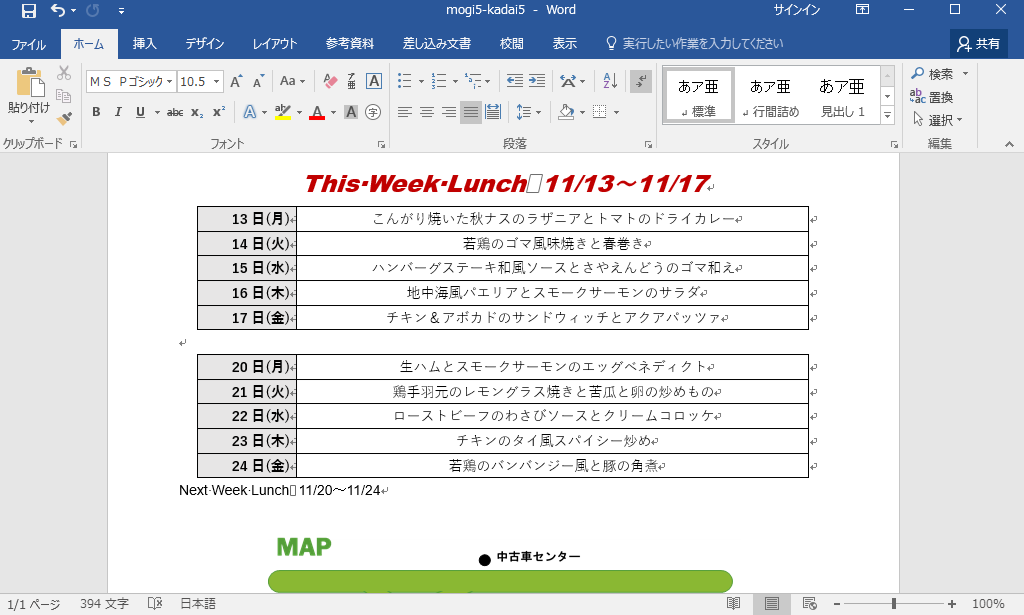 mogi5-kadai5 - Word
サインイン
ファイル ホーム 挿入 デザイン レイアウト 参考資料 差し込み文書 校閲 表示 実行したい作業を入力してください 共有
貼り付け
ＭＳ Ｐゴシック 10.5
Aa
B I U abc x₂ x²
あア亜 あア亜 あア亜
↲ 標準 ↲ 行間詰め 見出し 1
検索
置換
選択
クリップボード フォント 段落 スタイル 編集
This·Week·Lunch 11/13～11/17
13 日(月) こんがり焼いた秋ナスのラザニアとトマトのドライカレー
14 日(火) 若鶏のゴマ風味焼きと春巻き
15 日(水) ハンバーグステーキ和風ソースとさやえんどうのゴマ和え
16 日(木) 地中海風パエリアとスモークサーモンのサラダ
17 日(金) チキン＆アボカドのサンドウィッチとアクアパッツァ
20 日(月) 生ハムとスモークサーモンのエッグベネディクト
21 日(火) 鶏手羽元のレモングラス焼きと苦瓜と卵の炒めもの
22 日(水) ローストビーフのわさびソースとクリームコロッケ
23 日(木) チキンのタイ風スパイシー炒め
24 日(金) 若鶏のバンバンジー風と豚の角煮
Next·Week·Lunch 11/20～11/24
MAP
中古車センター
1/1 ページ 394 文字 日本語 100%